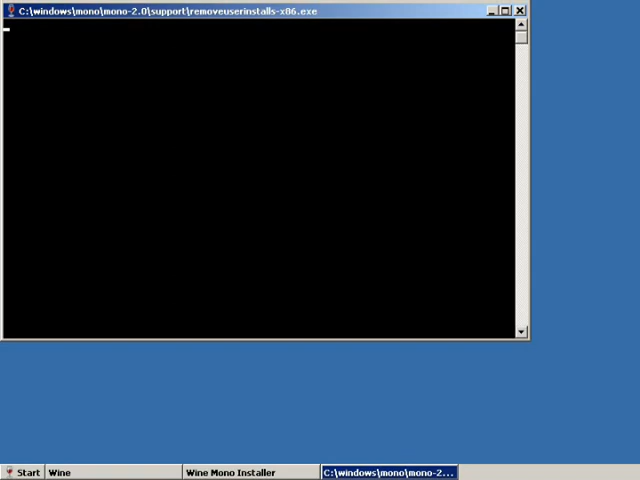 C:\windows\mono\mono-2.0\support\removeuserinstalls-x86.exe
Start
Wine
Wine Mono Installer
C:\windows\mono\mono-2...